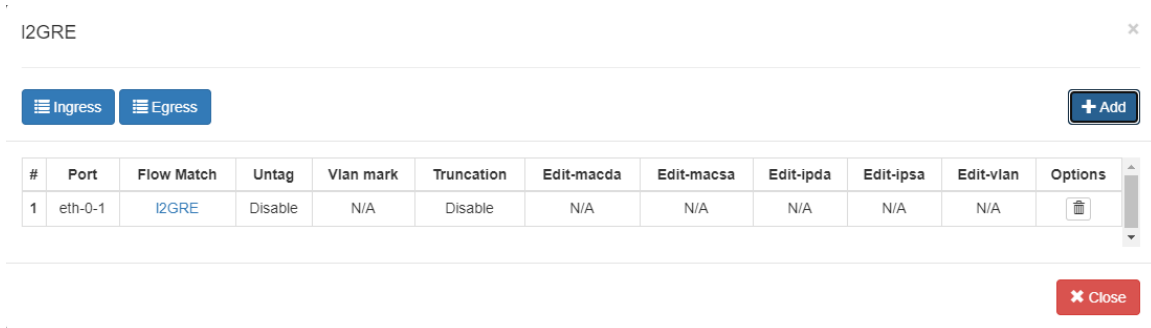 l2GRE ×
Ingress Egress Add
# Port Flow Match Untag Vlan mark Truncation Edit-macda Edit-macsa Edit-ipda Edit-ipsa Edit-vlan Options
1 eth-0-1 l2GRE Disable N/A Disable N/A N/A N/A N/A N/A
Close